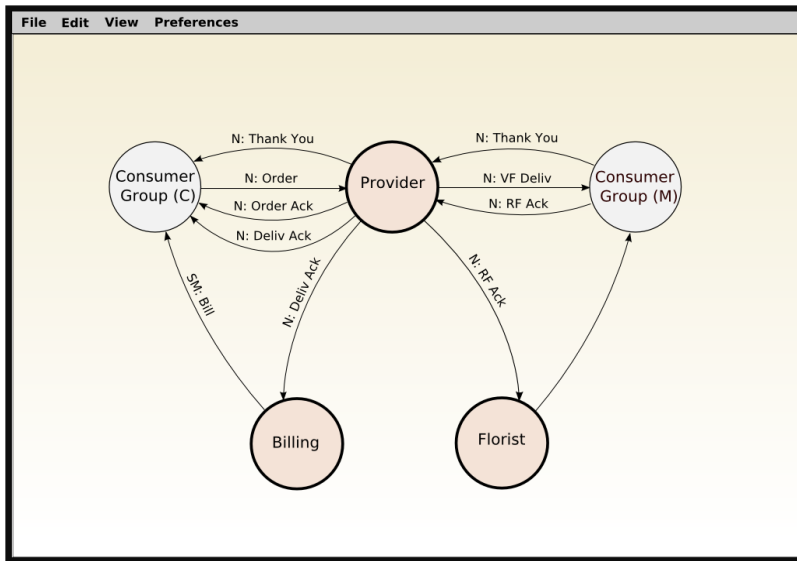 File Edit View Preferences
N: Thank You
N: Thank You
Consumer
Group (C)
N: Order
Provider
N: VF Deliv
Consumer
Group (M)
N: Order Ack
N: RF Ack
N: Deliv Ack
SM: Bill
N: Deliv Ack
N: RF Ack
Billing
Florist